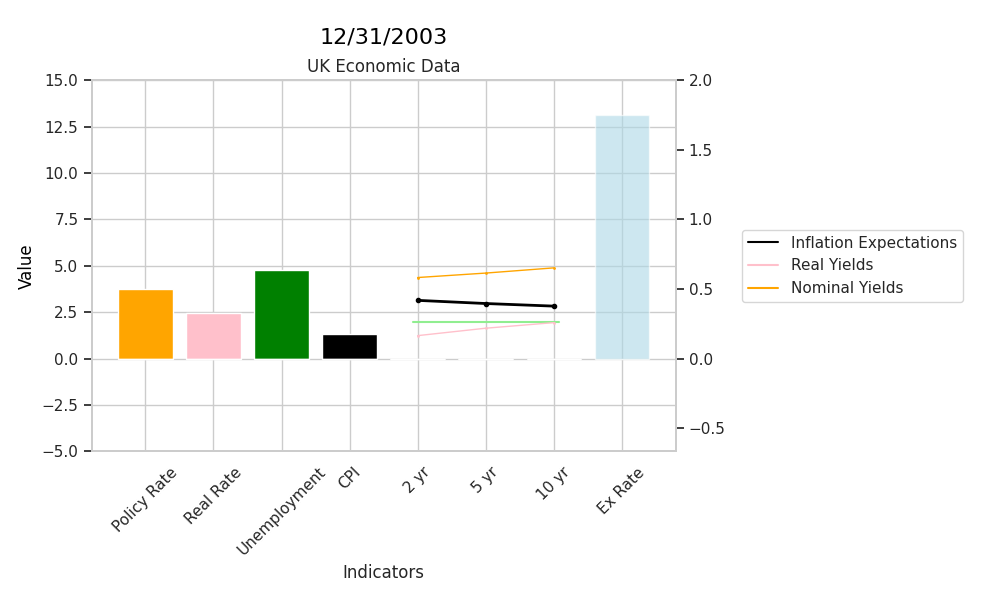 12/31/2003
UK Economic Data
15.0
12.5
10.0
7.5
5.0
2.5
0.0
−2.5
−5.0
Value
2.0
1.5
1.0
0.5
0.0
−0.5
Inflation Expectations
Real Yields
Nominal Yields
Policy Rate
Real Rate
Unemployment
CPI
2 yr
5 yr
10 yr
Ex Rate
Indicators